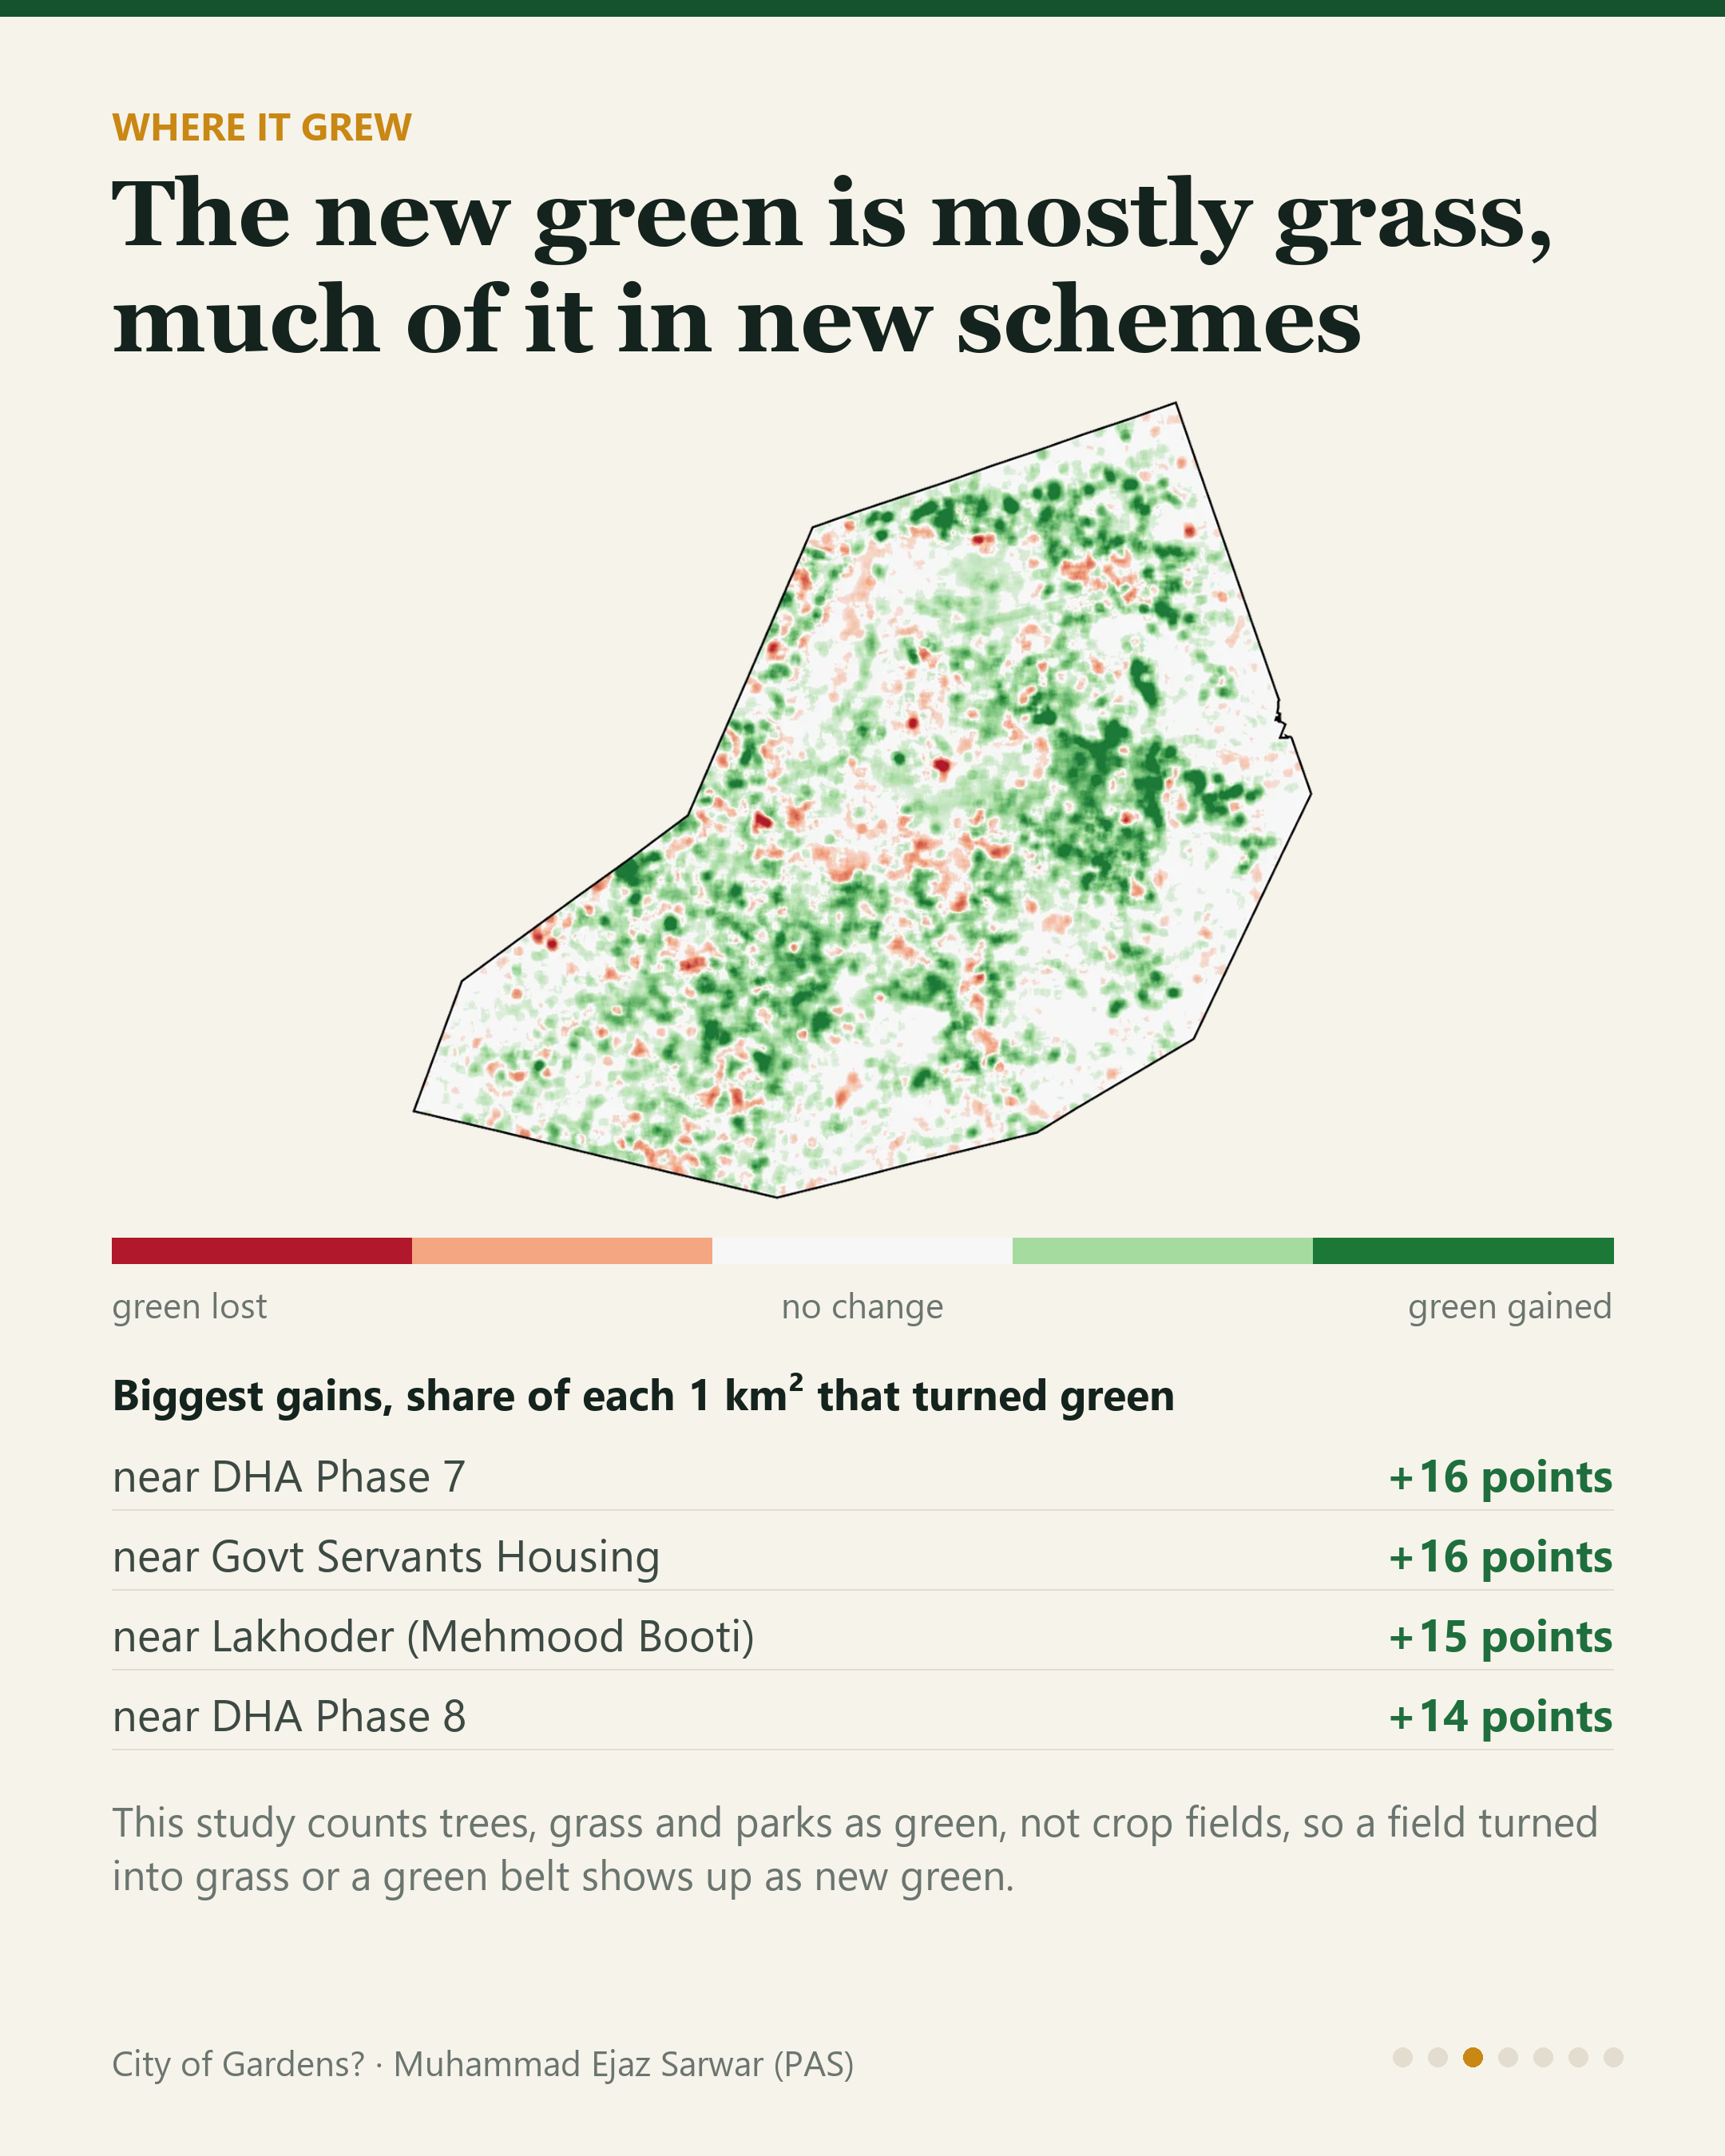 WHERE IT GREW
The new green is mostly grass,
much of it in new schemes
green lost
no change
green gained
Biggest gains, share of each 1 km² that turned green
near DHA Phase 7 +16 points
near Govt Servants Housing +16 points
near Lakhoder (Mehmood Booti) +15 points
near DHA Phase 8 +14 points
This study counts trees, grass and parks as green, not crop fields, so a field turned
into grass or a green belt shows up as new green.
City of Gardens? · Muhammad Ejaz Sarwar (PAS)